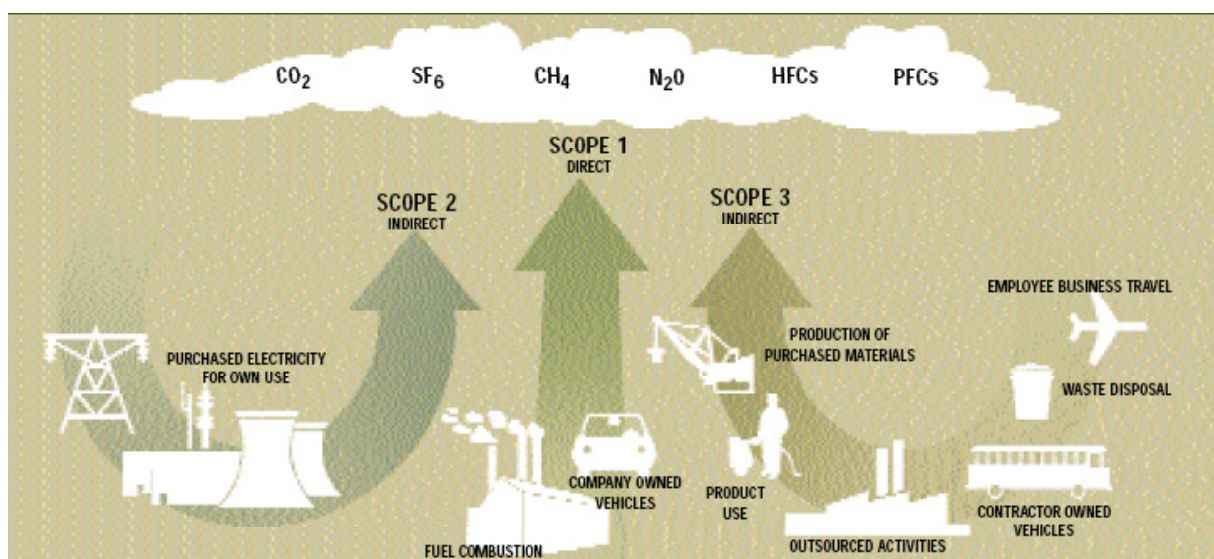 CO2 SF6 CH4 N2O HFCs PFCs
SCOPE 1
DIRECT
SCOPE 2
INDIRECT
SCOPE 3
INDIRECT
EMPLOYEE BUSINESS TRAVEL
PRODUCTION OF
PURCHASED MATERIALS
PURCHASED ELECTRICITY
FOR OWN USE
WASTE DISPOSAL
COMPANY OWNED
VEHICLES
PRODUCT
USE
CONTRACTOR OWNED
VEHICLES
FUEL COMBUSTION
OUTSOURCED ACTIVITIES